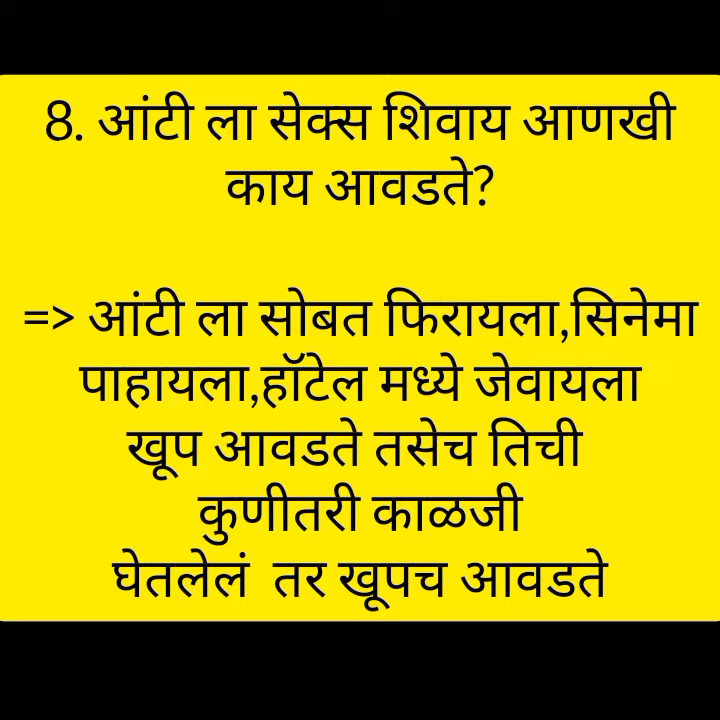 8. आंटी ला सेक्स शिवाय आणखी
काय आवडते?
=> आंटी ला सोबत फिरायला,सिनेमा
पाहायला,हॉटेल मध्ये जेवायला
खूप आवडते तसेच तिची
कुणीतरी काळजी
घेतलेलं  तर खूपच आवडते